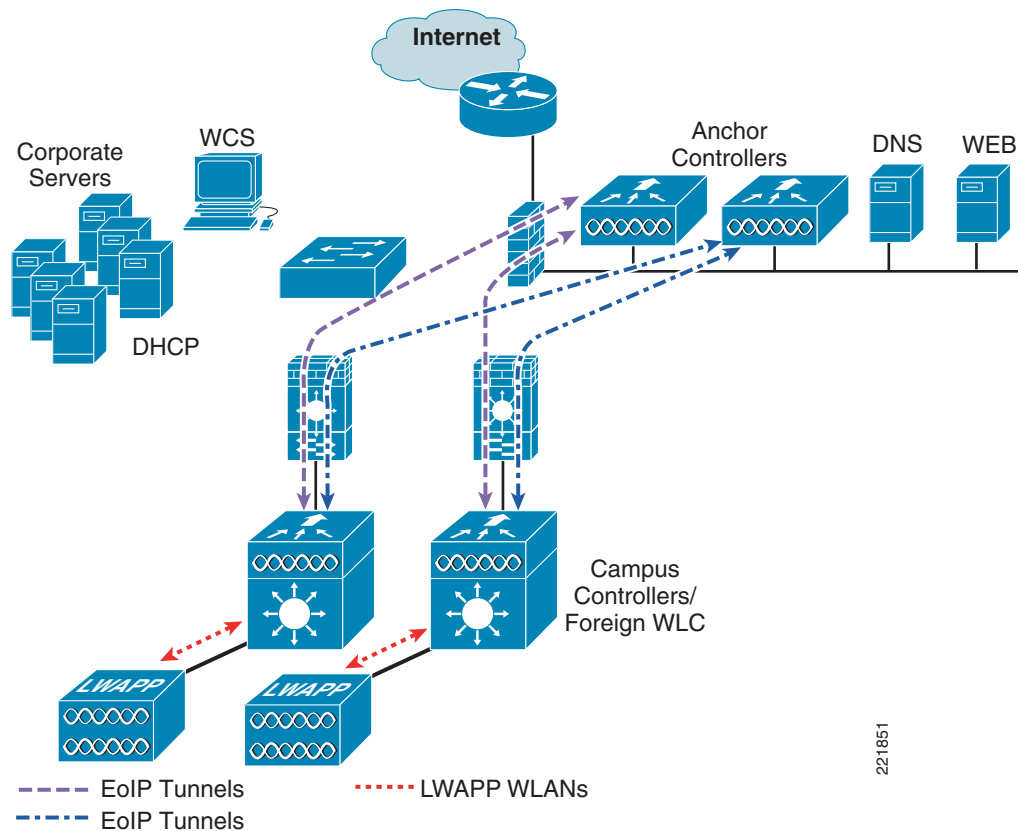 Internet
Corporate
Servers
WCS
Anchor
Controllers
DNS
WEB
DHCP
Campus
Controllers/
Foreign WLC
LWAPP
LWAPP
221851
EoIP Tunnels
LWAPP WLANs
EoIP Tunnels